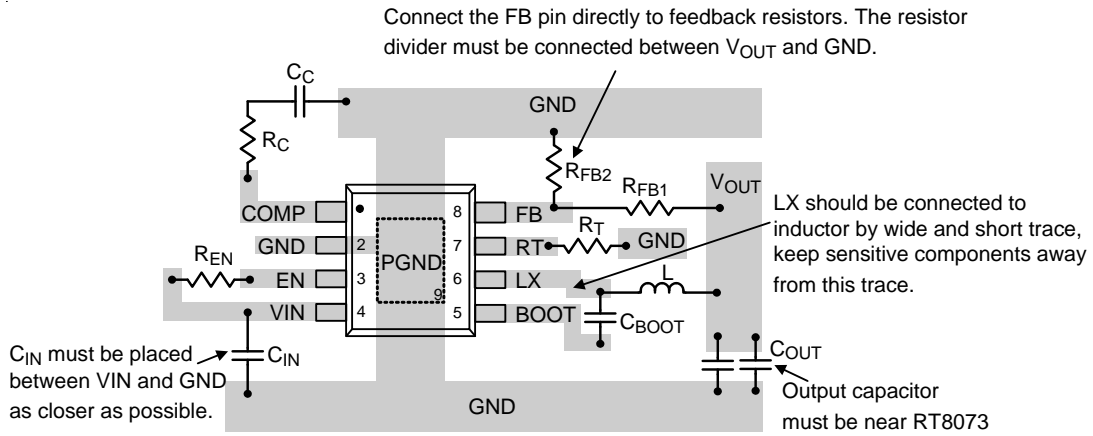 Connect the FB pin directly to feedback resistors. The resistor
divider must be connected between VOUT and GND.
CC
GND
RC
RFB2
RFB1
VOUT
COMP
8
FB
LX should be connected to
inductor by wide and short trace,
keep sensitive components away
from this trace.
GND
2
7
RT
RT
GND
REN
PGND
EN
3
6
LX
L
9
VIN
4
5
BOOT
CBOOT
CIN must be placed
between VIN and GND
as closer as possible.
CIN
COUT
Output capacitor
must be near RT8073
GND